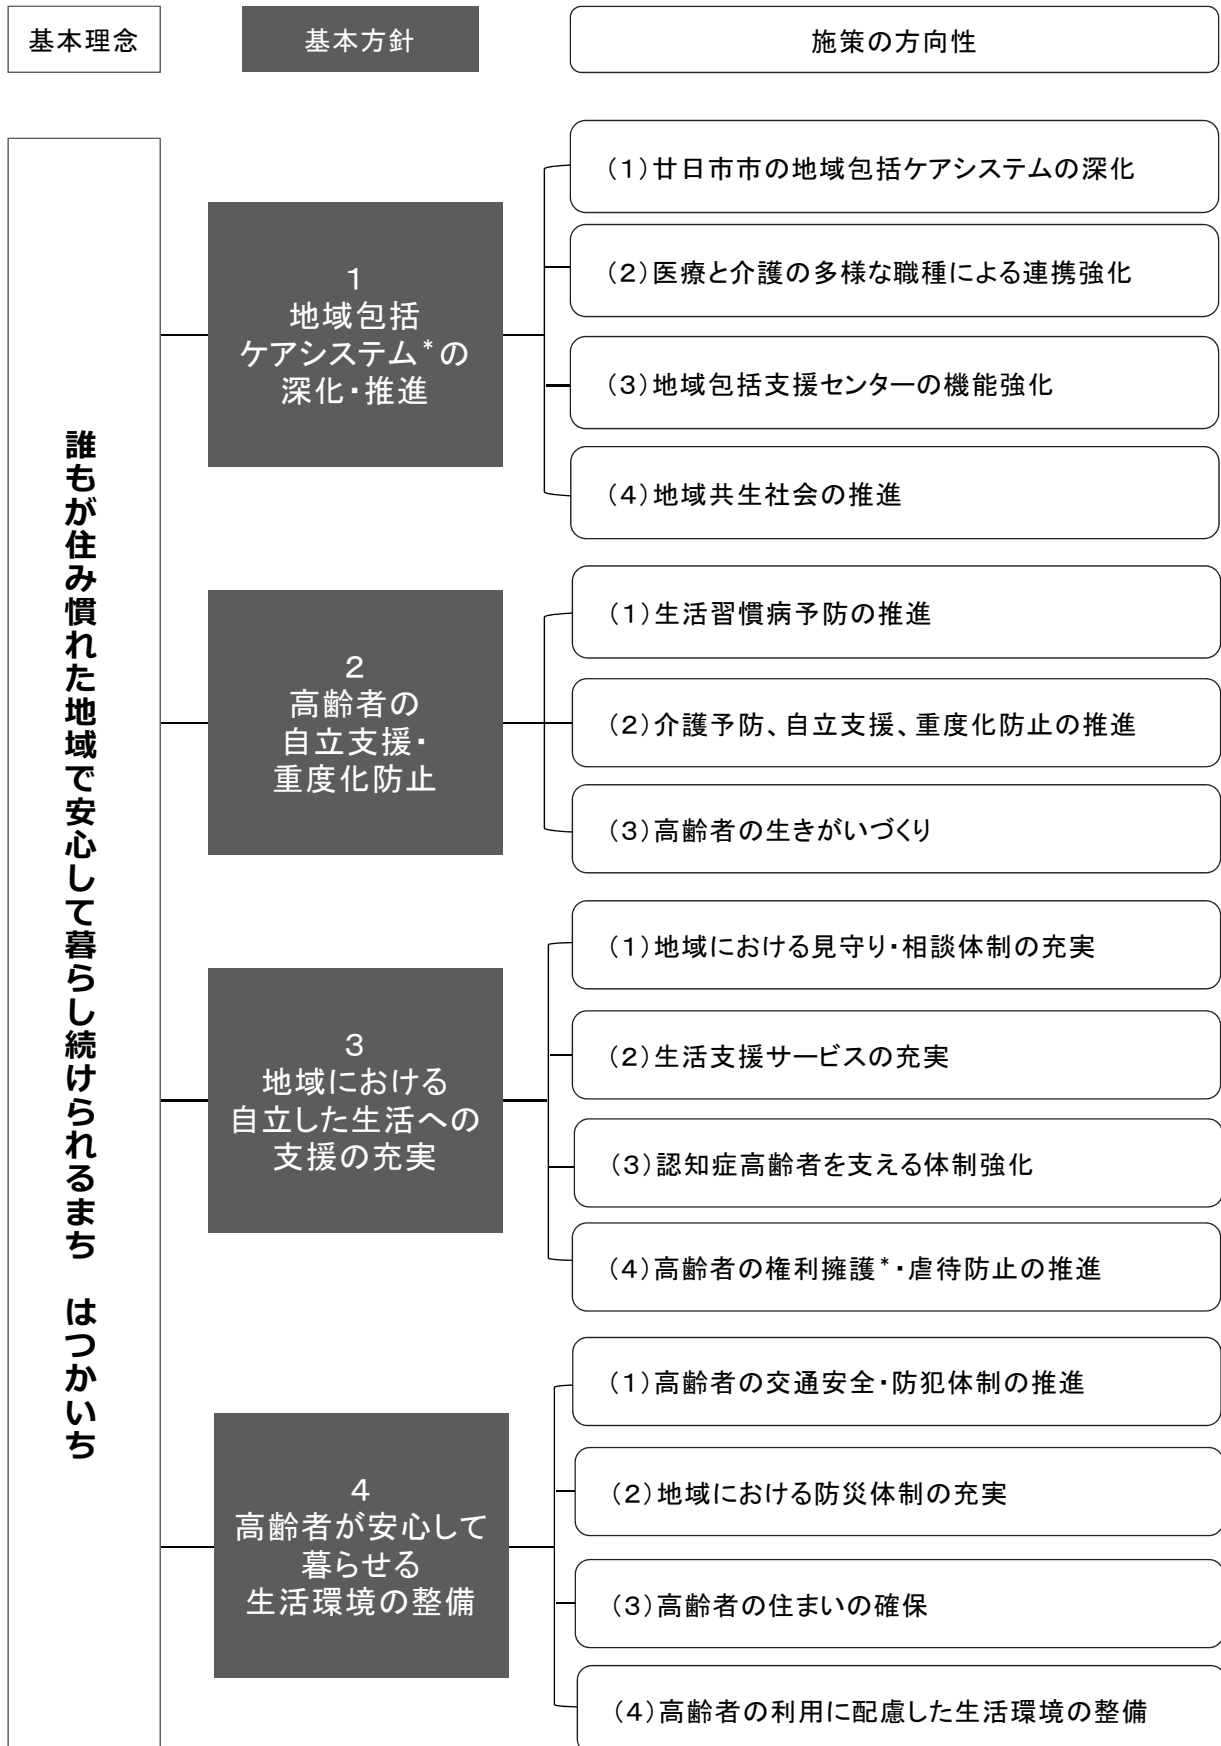 基本理念
基本方針
施策の方向性
誰もが住み慣れた地域で安心して暮らし続けられるまち　はつかいち
1
地域包括
ケアシステム*の
深化・推進
(1)廿日市市の地域包括ケアシステムの深化
(2)医療と介護の多様な職種による連携強化
(3)地域包括支援センターの機能強化
(4)地域共生社会の推進
2
高齢者の
自立支援・
重度化防止
(1)生活習慣病予防の推進
(2)介護予防、自立支援、重度化防止の推進
(3)高齢者の生きがいづくり
3
地域における
自立した生活への
支援の充実
(1)地域における見守り・相談体制の充実
(2)生活支援サービスの充実
(3)認知症高齢者を支える体制強化
(4)高齢者の権利擁護*・虐待防止の推進
4
高齢者が安心して
暮らせる
生活環境の整備
(1)高齢者の交通安全・防犯体制の推進
(2)地域における防災体制の充実
(3)高齢者の住まいの確保
(4)高齢者の利用に配慮した生活環境の整備